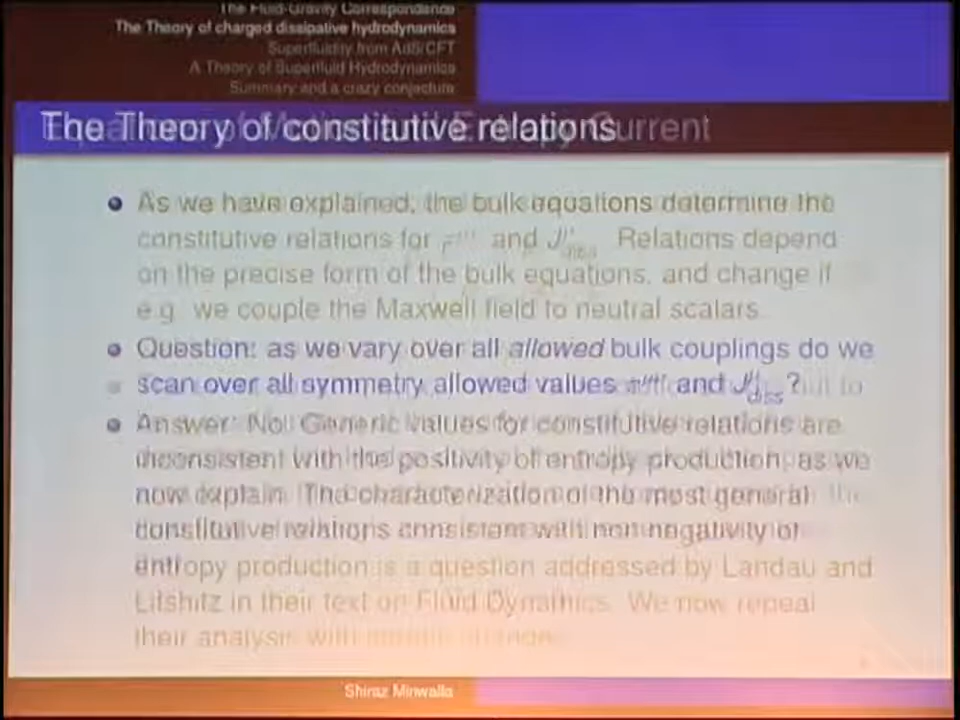 The Fluid-Gravity Correspondence
The Theory of charged dissipative hydrodynamics
Superfluidity from AdS/CFT
A Theory of Superfluid Hydrodynamics
Summary and a crazy conjecture
The Theory of constitutive relations Current
As we have explained, the bulk equations determine the
constitutive relations for π^{μν} and J^μ_{diss}. Relations depend
on the precise form of the bulk equations, and change if
e.g. we couple the Maxwell field to neutral scalars.
Question: as we vary over all allowed bulk couplings do we
scan over all symmetry allowed values π^{μν} and J^μ_{diss}?
Answer: No! Generic values for constitutive relations are
inconsistent with the positivity of entropy production, as we
now explain. The characterization of the most general
constitutive relations consistent with non negativity of
entropy production is a question addressed by Landau and
Lifshitz in their text on Fluid Dynamics. We now repeat
their analysis with
Shiraz Minwalla